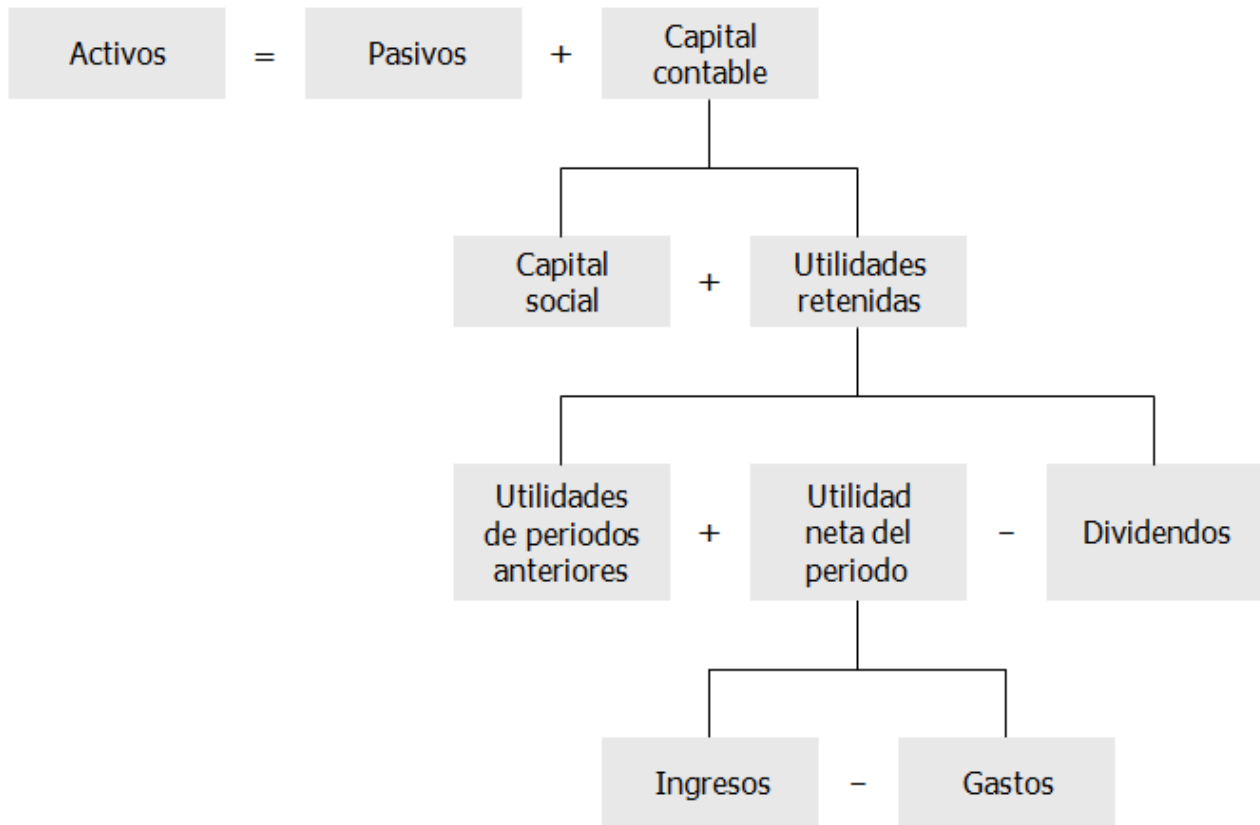 Activos = Pasivos + Capital
contable
Capital
social + Utilidades
retenidas
Utilidades
de periodos
anteriores + Utilidad
neta del
periodo – Dividendos
Ingresos – Gastos